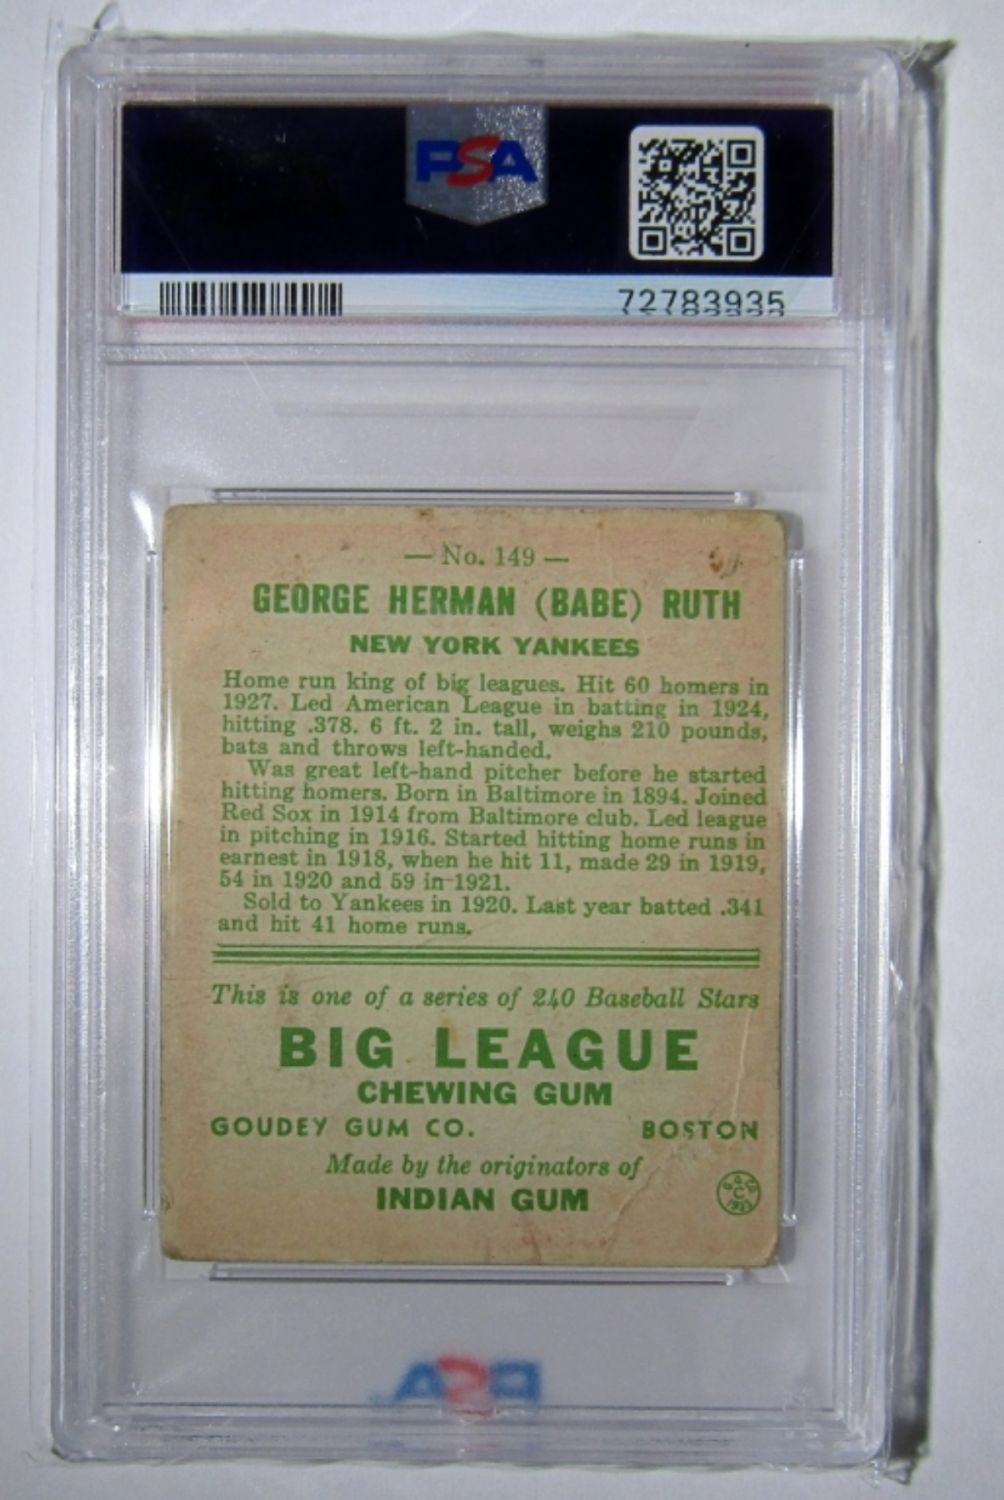 PSA
72783935
— No. 149 —
GEORGE HERMAN (BABE) RUTH
NEW YORK YANKEES
Home run king of big leagues. Hit 60 homers in
1927. Led American League in batting in 1924,
hitting .378. 6 ft. 2 in. tall, weighs 210 pounds,
bats and throws left-handed.
Was great left-hand pitcher before he started
hitting homers. Born in Baltimore in 1894. Joined
Red Sox in 1914 from Baltimore club. Led league
in pitching in 1916. Started hitting home runs in
earnest in 1918, when he hit 11, made 29 in 1919,
54 in 1920 and 59 in 1921.
Sold to Yankees in 1920. Last year batted .341
and hit 41 home runs.
This is one of a series of 240 Baseball Stars
BIG LEAGUE
CHEWING GUM
GOUDEY GUM CO. BOSTON
Made by the originators of
INDIAN GUM
C
PSA